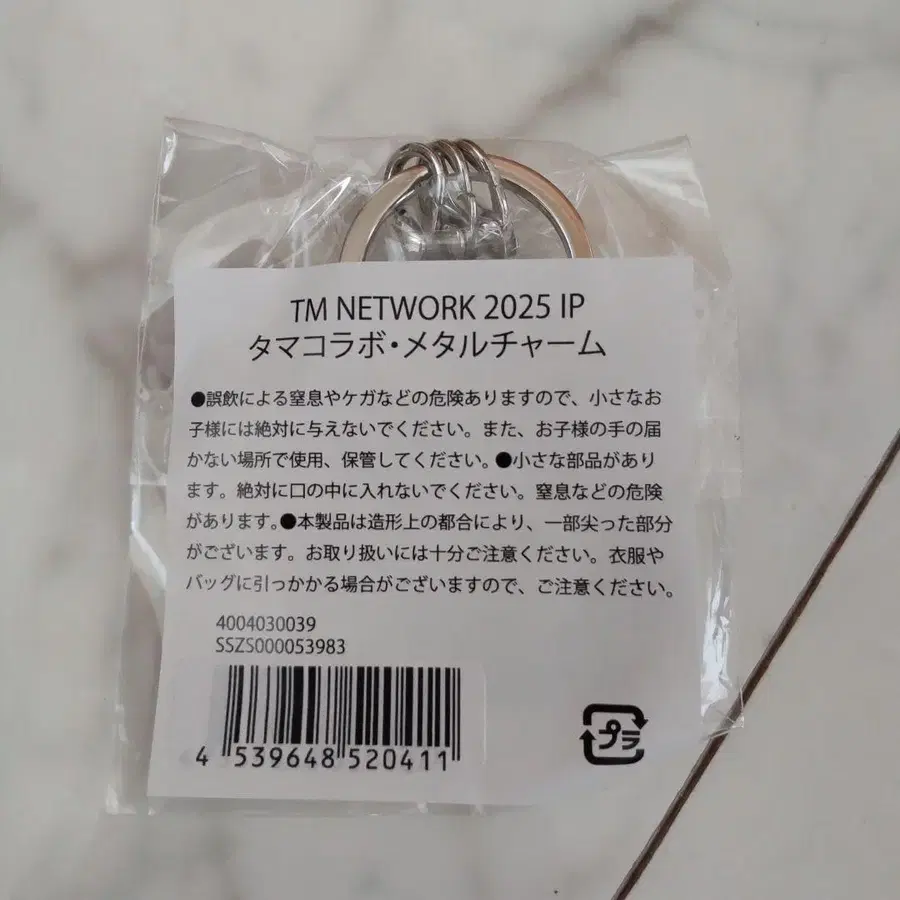 TM NETWORK 2025 IP
タマコラボ・メタルチャーム
●誤飲による窒息やケガなどの危険ありますので、小さなお
子様には絶対に与えないでください。また、お子様の手の届
かない場所で使用、保管してください。●小さな部品があり
ます。絶対に口の中に入れないでください。窒息などの危険
があります。●本製品は造形上の都合により、一部尖った部分
がございます。お取り扱いには十分ご注意ください。衣服や
バッグに引っかかる場合がございますので、ご注意ください。
4004030039
SSZS000053983
4 539648 520411
プラ